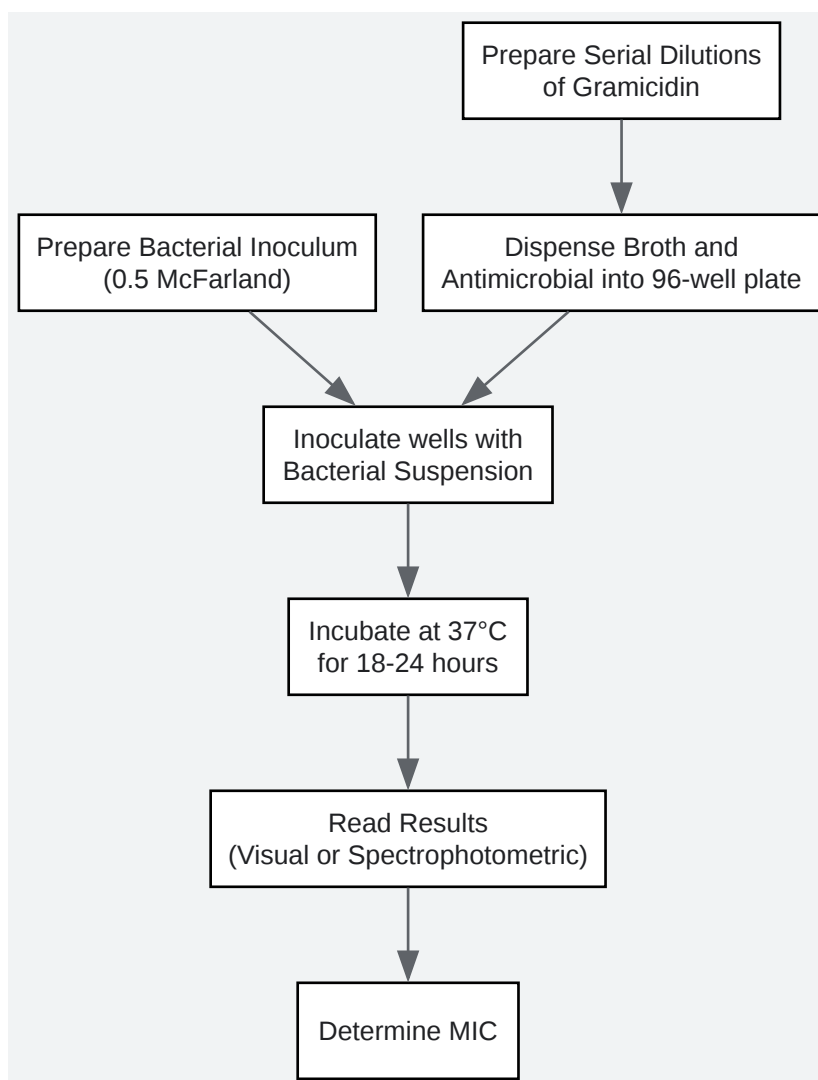 Prepare Serial Dilutions
of Gramicidin
Prepare Bacterial Inoculum
(0.5 McFarland)
Dispense Broth and
Antimicrobial into 96-well plate
Inoculate wells with
Bacterial Suspension
Incubate at 37°C
for 18-24 hours
Read Results
(Visual or Spectrophotometric)
Determine MIC